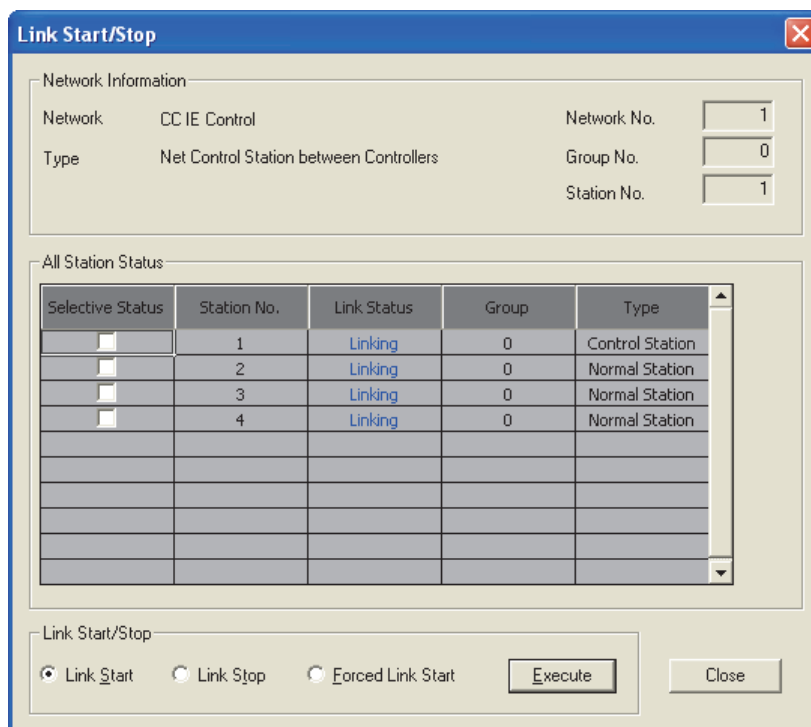 Link Start/Stop
Network Information
Network CC IE Control Network No. 1
Type Net Control Station between Controllers Group No. 0
Station No. 1
All Station Status
Selective Status Station No. Link Status Group Type
1 Linking 0 Control Station
2 Linking 0 Normal Station
3 Linking 0 Normal Station
4 Linking 0 Normal Station
Link Start/Stop
Link Start Link Stop Forced Link Start Execute Close